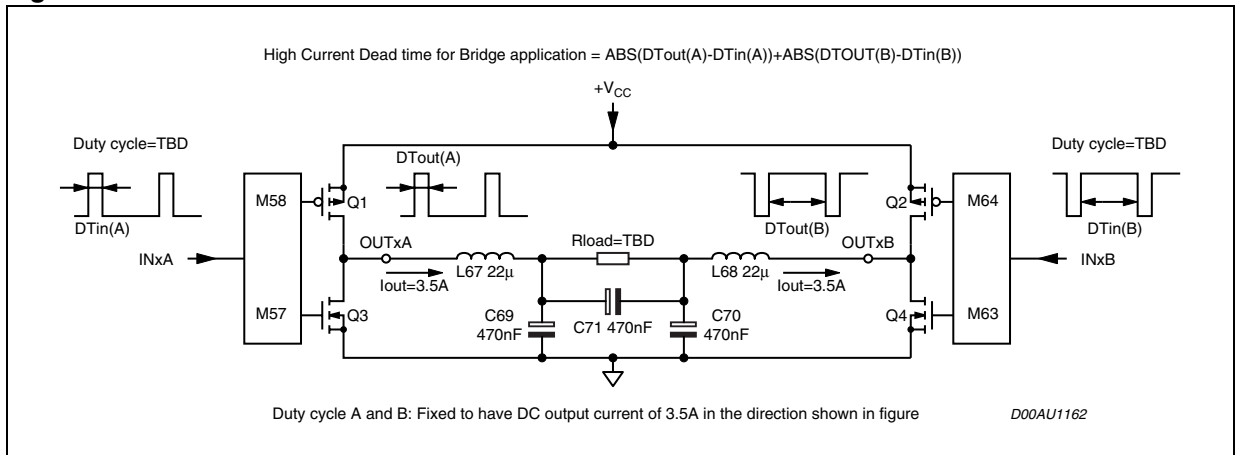 High Current Dead time for Bridge application = ABS(DTout(A)-DTin(A))+ABS(DTOUT(B)-DTin(B))
+VCC
Duty cycle=TBD
DTout(A)
Duty cycle=TBD
M58
Q1
Q2
M64
DTin(A)
DTout(B)
DTin(B)
INxA
OUTxA
Rload=TBD
OUTxB
INxB
L67 22μ
L68 22μ
Iout=3.5A
Iout=3.5A
M57
Q3
C69
470nF
C71 470nF
C70
470nF
Q4
M63
Duty cycle A and B: Fixed to have DC output current of 3.5A in the direction shown in figure
D00AU1162